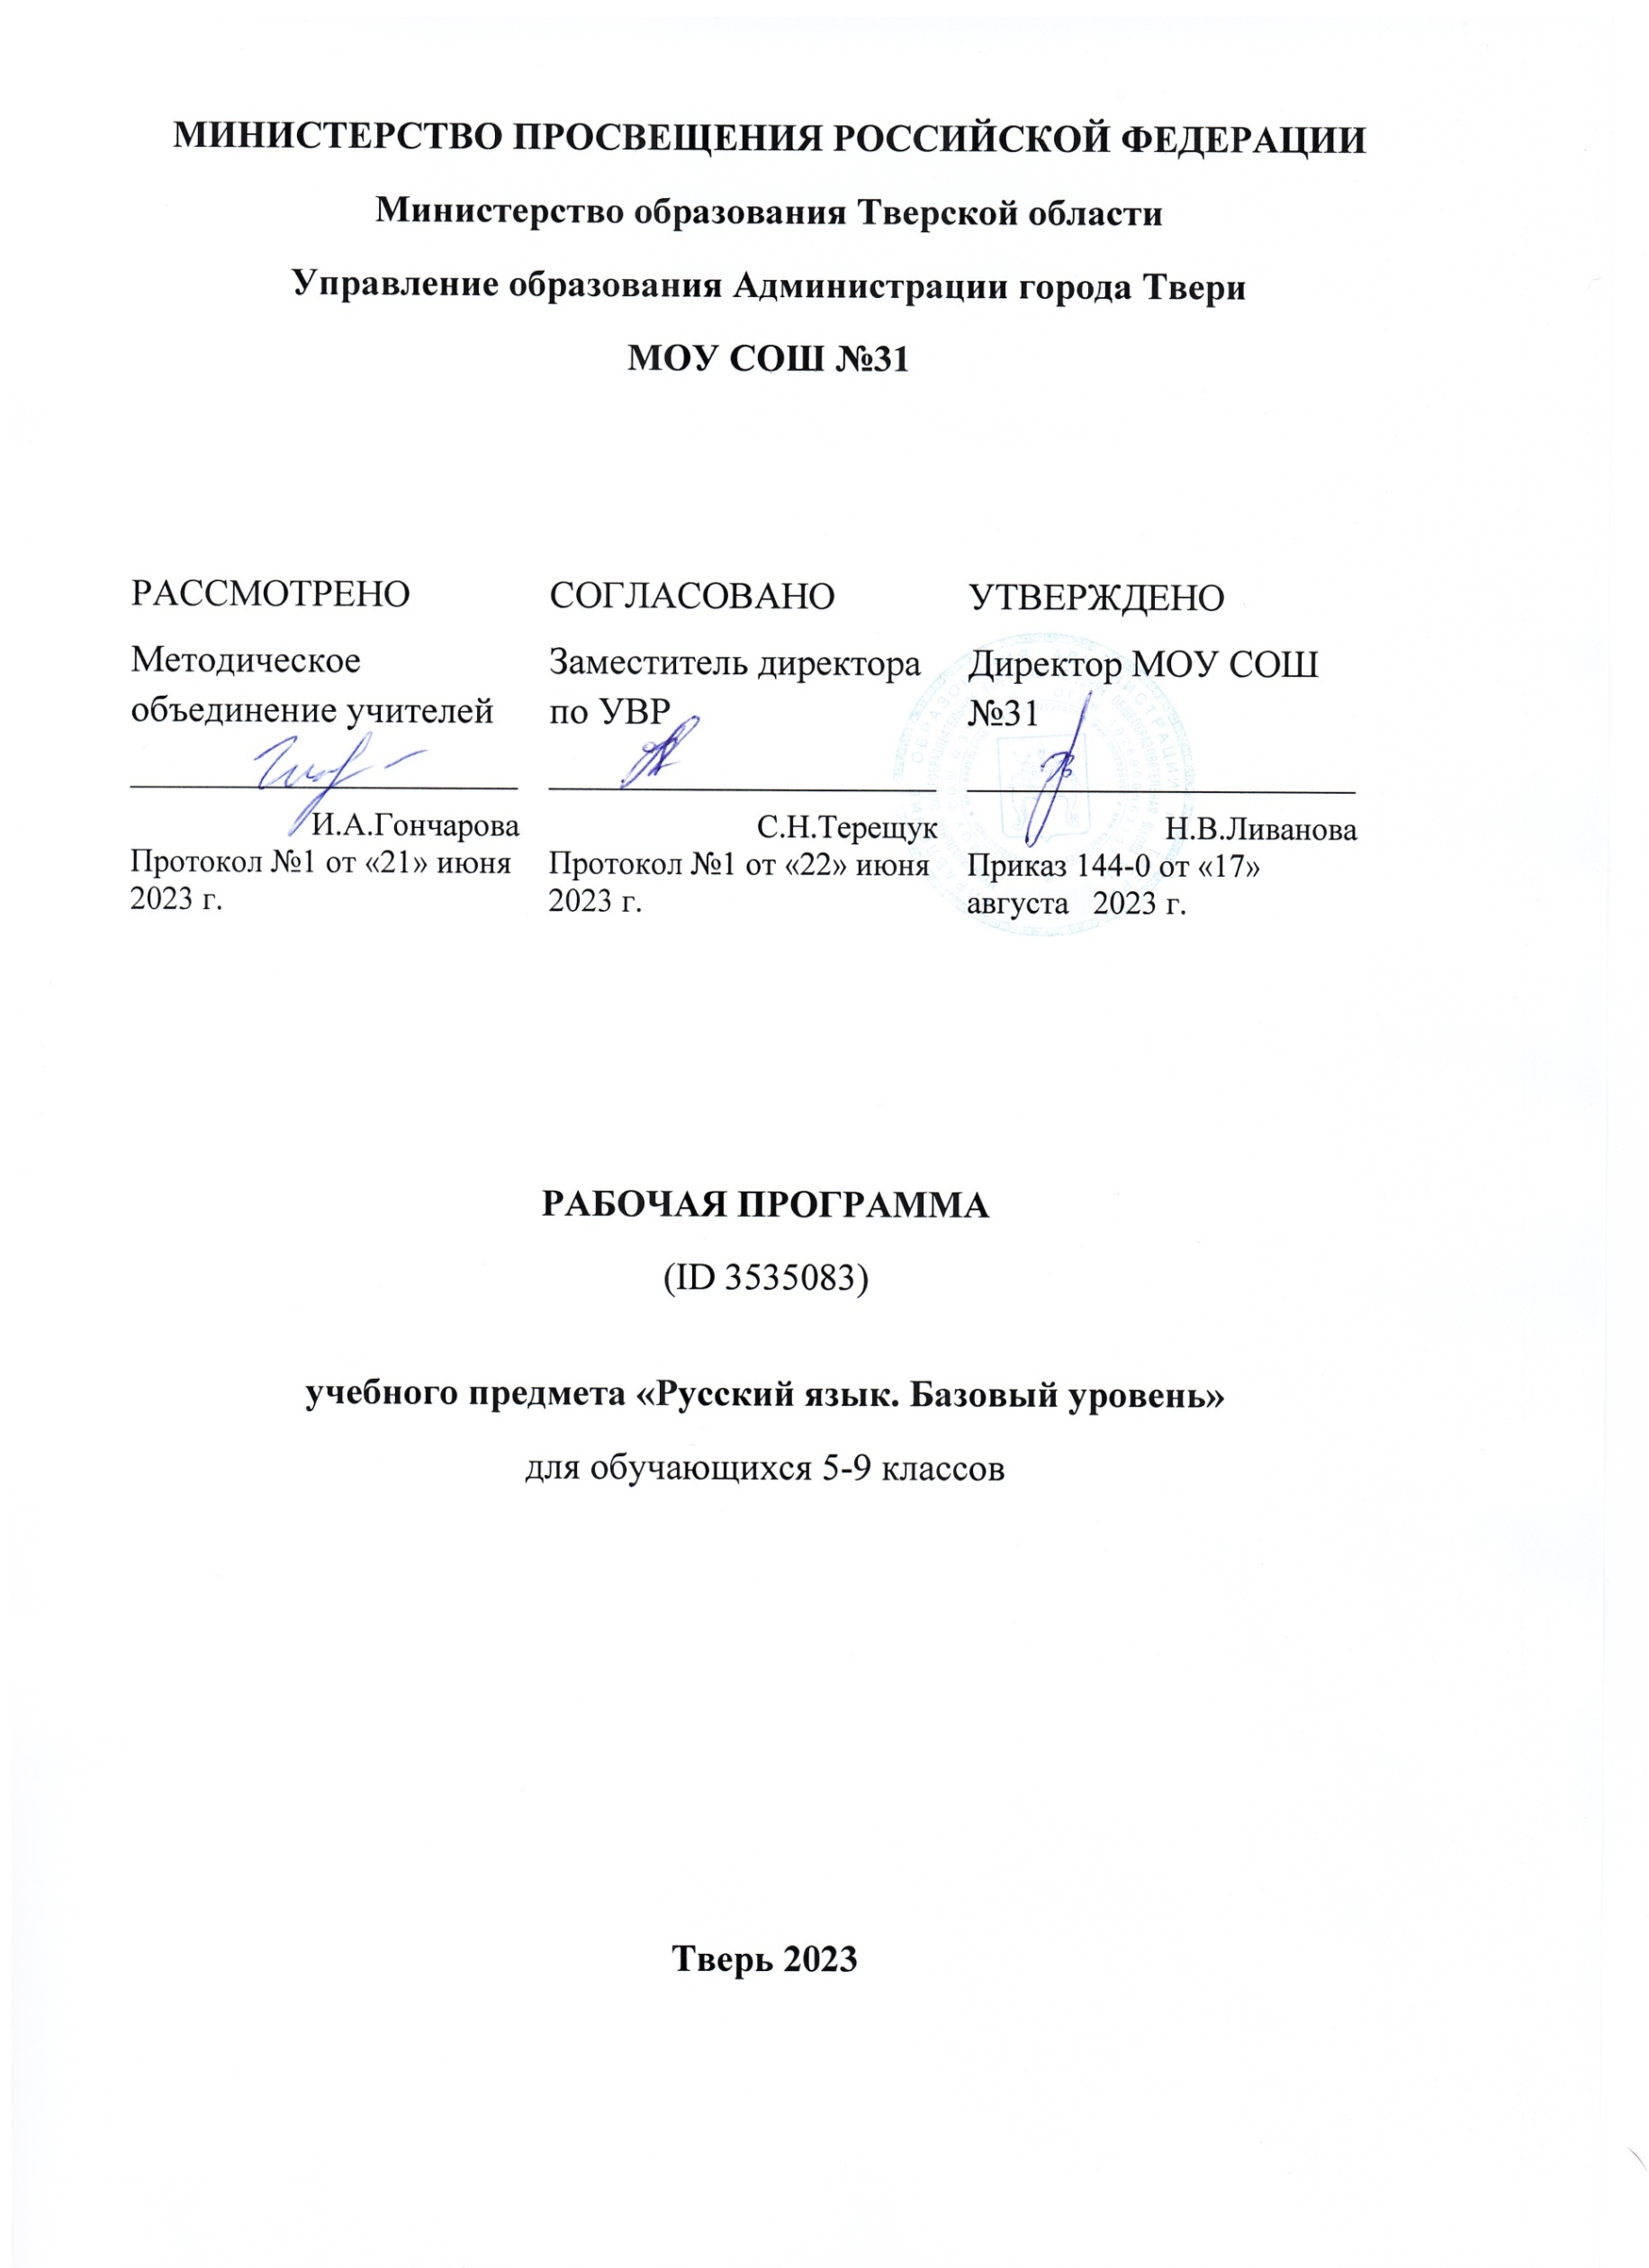 МИНИСТЕРСТВО ПРОСВЕЩЕНИЯ РОССИЙСКОЙ ФЕДЕРАЦИИ
Министерство образования Тверской области
Управление образования Администрации города Твери
МОУ СОШ №31
РАССМОТРЕНО
Методическое
объединение учителей
И.А.Гончарова
Протокол №1 от «21» июня
2023 г.
СОГЛАСОВАНО
Заместитель директора
по УВР
С.Н.Терещук
Протокол №1 от «22» июня
2023 г.
УТВЕРЖДЕНО
Директор МОУ СОШ
№31
Н.В.Ливанова
Приказ 144-0 от «17»
августа 2023 г.
РАБОЧАЯ ПРОГРАММА
(ID 3535083)
учебного предмета «Русский язык. Базовый уровень»
для обучающихся 5-9 классов
Тверь 2023